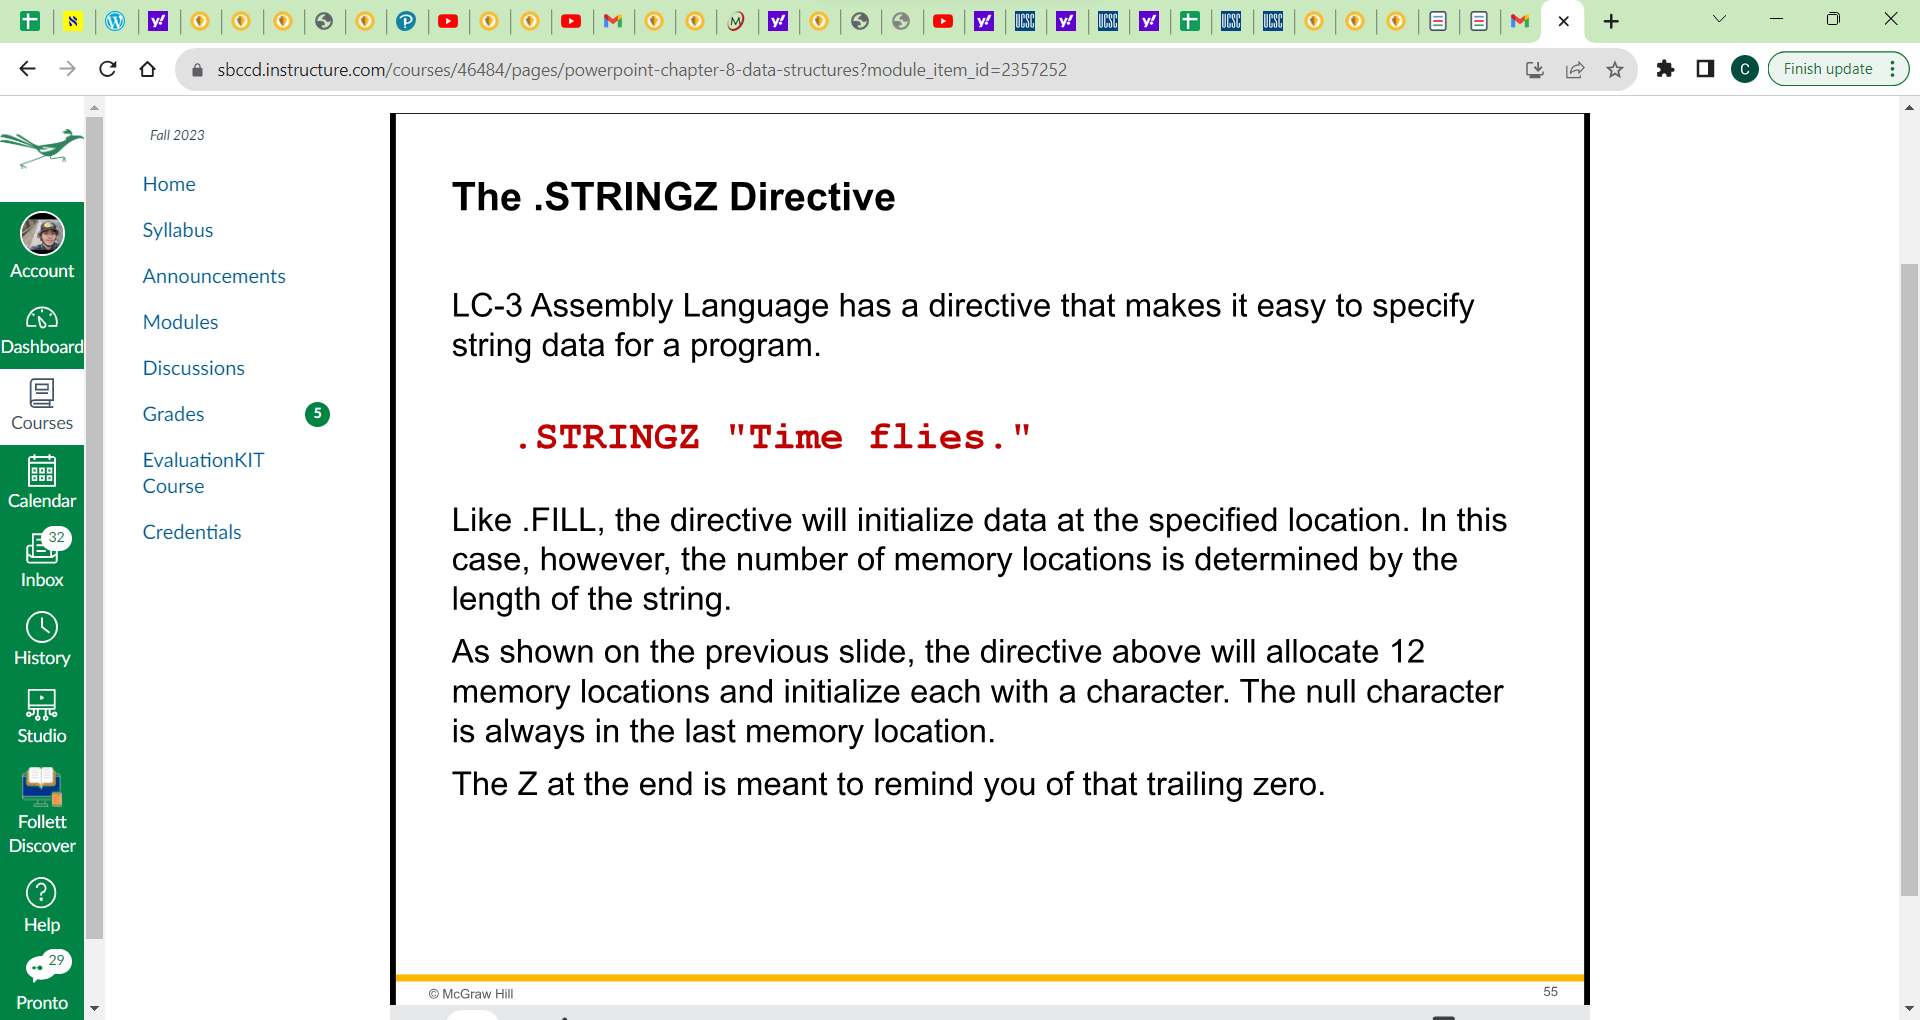 sbccd.instructure.com/courses/46484/pages/powerpoint-chapter-8-data-structures?module_item_id=2357252
C
Finish update
Fall 2023
Home
Syllabus
Announcements
Modules
Discussions
Grades
5
EvaluationKIT
Course
Credentials
Account
Dashboard
Courses
Calendar
32
Inbox
History
Studio
Follett
Discover
Help
29
Pronto
The .STRINGZ Directive
LC-3 Assembly Language has a directive that makes it easy to specify
string data for a program.
.STRINGZ "Time flies."
Like .FILL, the directive will initialize data at the specified location. In this
case, however, the number of memory locations is determined by the
length of the string.
As shown on the previous slide, the directive above will allocate 12
memory locations and initialize each with a character. The null character
is always in the last memory location.
The Z at the end is meant to remind you of that trailing zero.
© McGraw Hill
55